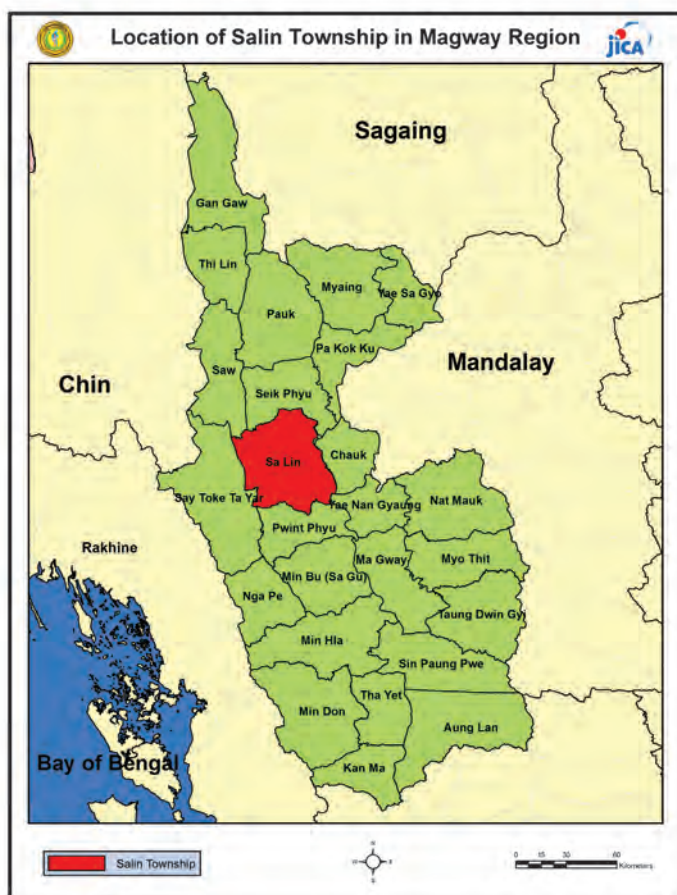 Location of Salin Township in Magway Region
jICA
Sagaing
Gan Gaw
Thi Lin
Myaing
Yae Sa Gyo
Pauk
Pa Kok Ku
Mandalay
Saw
Chin
Seik Phyu
Chauk
Sa Lin
Say Toke Ta Yar
Yae Nan Gyaung
Nat Mauk
Pwint Phyu
Rakhine
Ma Gway
Myo Thit
Min Bu (Sa Gu)
Nga Pe
Taung Dwin Gyi
Min Hla
Sin Paung Pwe
Tha Yet
Min Don
Aung Lan
Bay of Bengal
Kan Ma
Salin Township
0 15 30 60
Kilometers